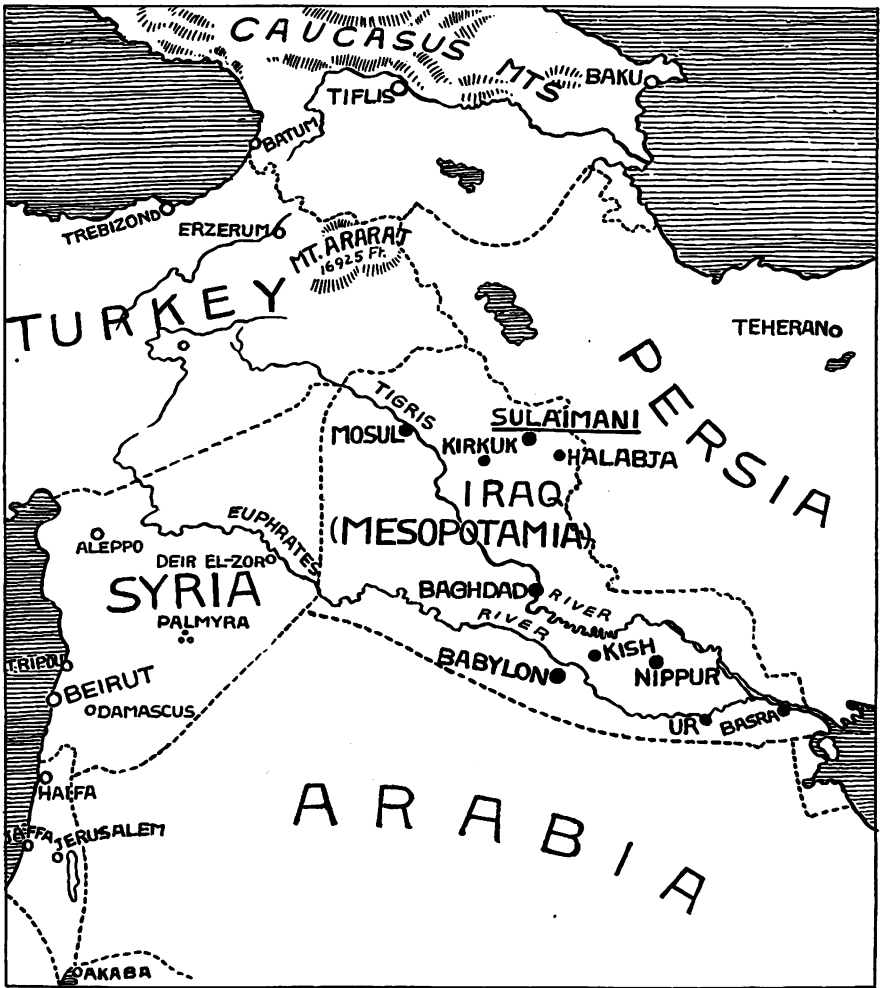 CAUCASUS MTS
BAKU
TIFLIS
BATUM
TREBIZOND
ERZERUM
MT. ARARAT
16925 Ft.
TURKEY
TEHERAN
PERSIA
TIGRIS
SULAIMANI
MOSUL
KIRKUK
HALABJA
IRAQ
(MESOPOTAMIA)
EUPHRATES
ALEPPO
DEIR EL-ZOR
SYRIA
PALMYRA
BAGHDAD
RIVER
RIVER
KISH
BABYLON
NIPPUR
TRIPOLI
BEIRUT
DAMASCUS
UR
BASRA
HAIFA
ARABIA
JAFFA
JERUSALEM
AKABA